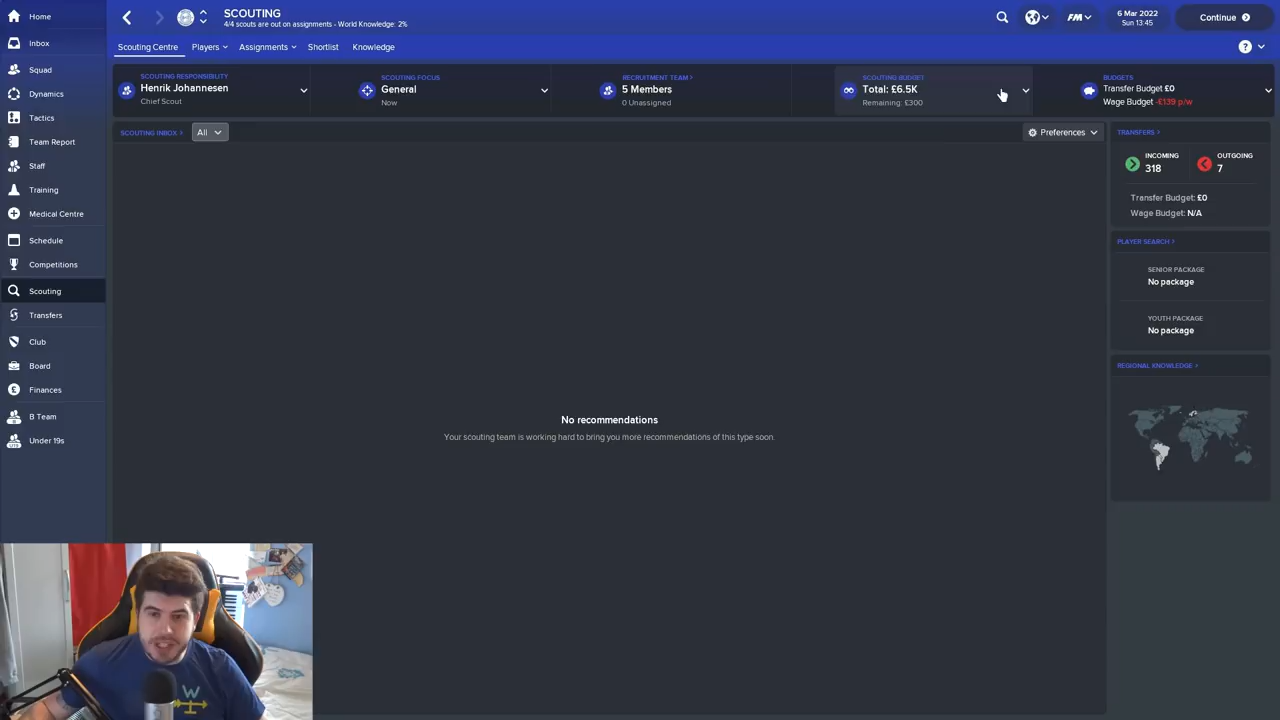 Home
Inbox
Squad
Dynamics
Tactics
Team Report
Staff
Training
Medical Centre
Schedule
Competitions
Scouting
Transfers
Club
Board
Finances
B Team
Under 19s
SCOUTING
4/4 scouts are out on assignments - World Knowledge: 2%
FM
6 Mar 2022
Sun 13:45
Continue
Scouting Centre
Players
Assignments
Shortlist
Knowledge
?
SCOUTING RESPONSIBILITY
Henrik Johannesen
Chief Scout
SCOUTING FOCUS
General
Now
RECRUITMENT TEAM >
5 Members
0 Unassigned
SCOUTING BUDGET
Total: £6.5K
Remaining: £300
BUDGETS
Transfer Budget £0
Wage Budget -£139 p/w
SCOUTING INBOX >
All
Preferences
No recommendations
Your scouting team is working hard to bring you more recommendations of this type soon.
TRANSFERS >
INCOMING
318
OUTGOING
7
Transfer Budget: £0
Wage Budget: N/A
PLAYER SEARCH >
SENIOR PACKAGE
No package
YOUTH PACKAGE
No package
REGIONAL KNOWLEDGE >
W